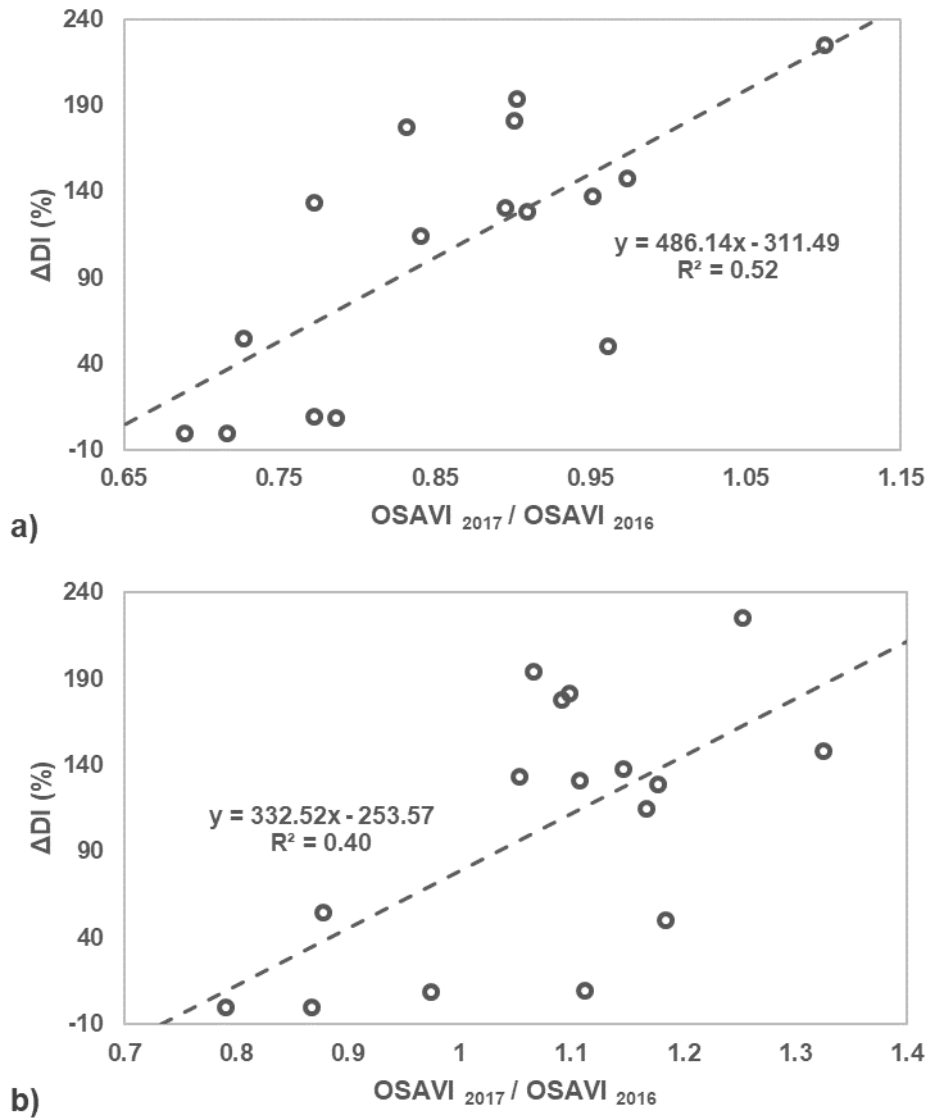 240
190
140
90
40
-10
ΔDI (%)
y = 486.14x - 311.49
R² = 0.52
0.65 0.75 0.85 0.95 1.05 1.15
OSAVI 2017 / OSAVI 2016
a)
240
190
140
90
40
-10
ΔDI (%)
y = 332.52x - 253.57
R² = 0.40
0.7 0.8 0.9 1 1.1 1.2 1.3 1.4
OSAVI 2017 / OSAVI 2016
b)